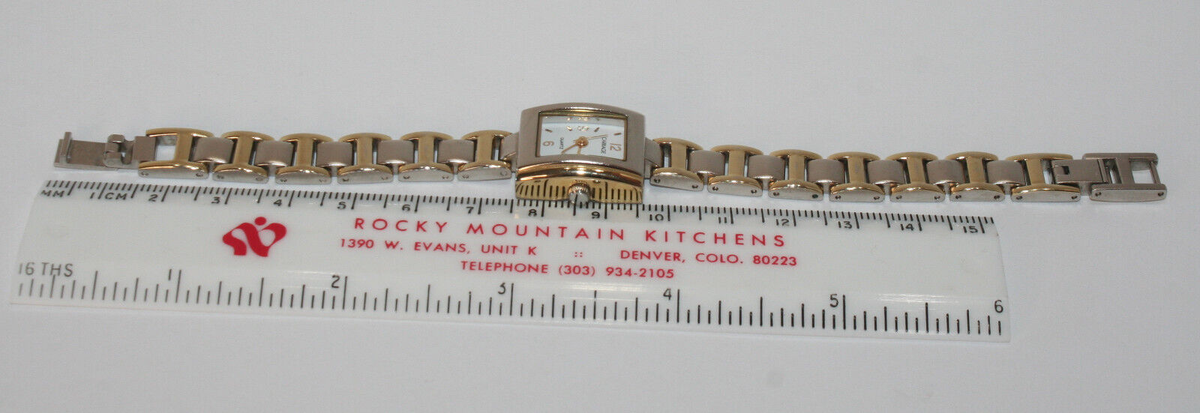 12 6
MM 1 CM 2 3 4 5 6 7 8 9 10 11 12 13 14 15
ROCKY MOUNTAIN KITCHENS
1390 W. EVANS, UNIT K :: DENVER, COLO. 80223
TELEPHONE (303) 934-2105
16 THS 1 2 3 4 5 6